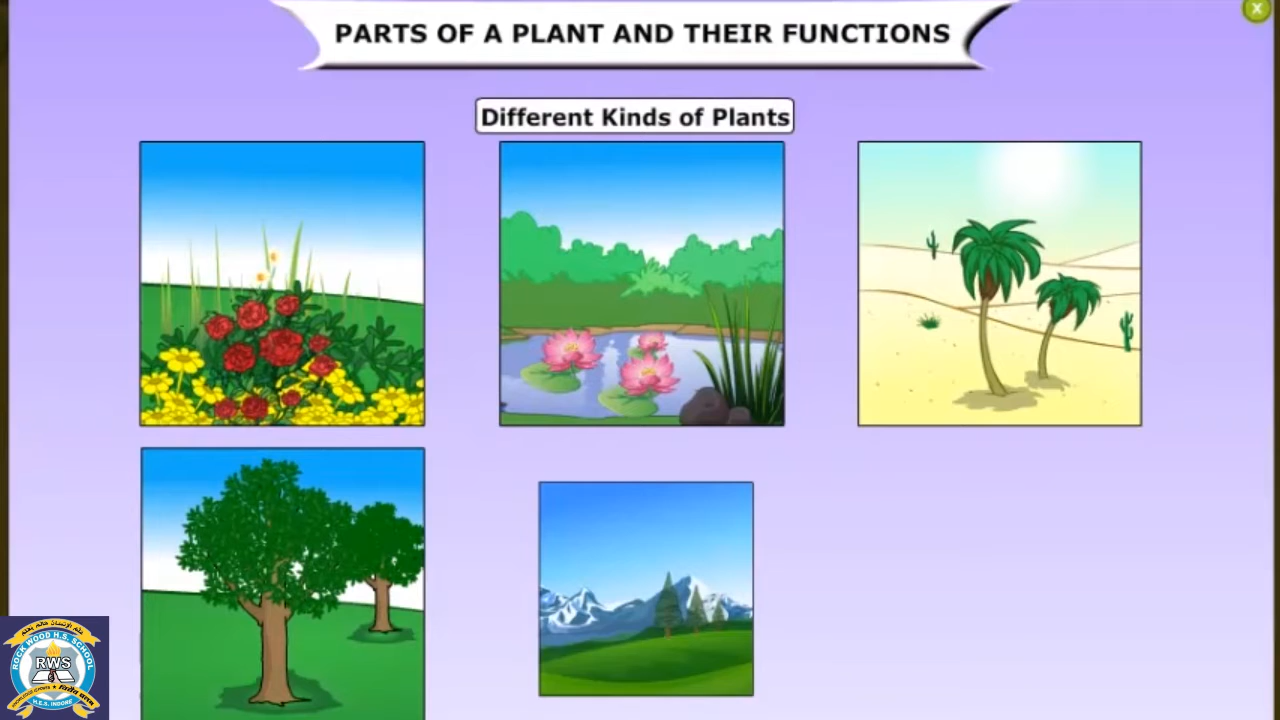 PARTS OF A PLANT AND THEIR FUNCTIONS
X
Different Kinds of Plants
ROCK WOOD H.S. SCHOOL
RWS
H.E.S. INDORE